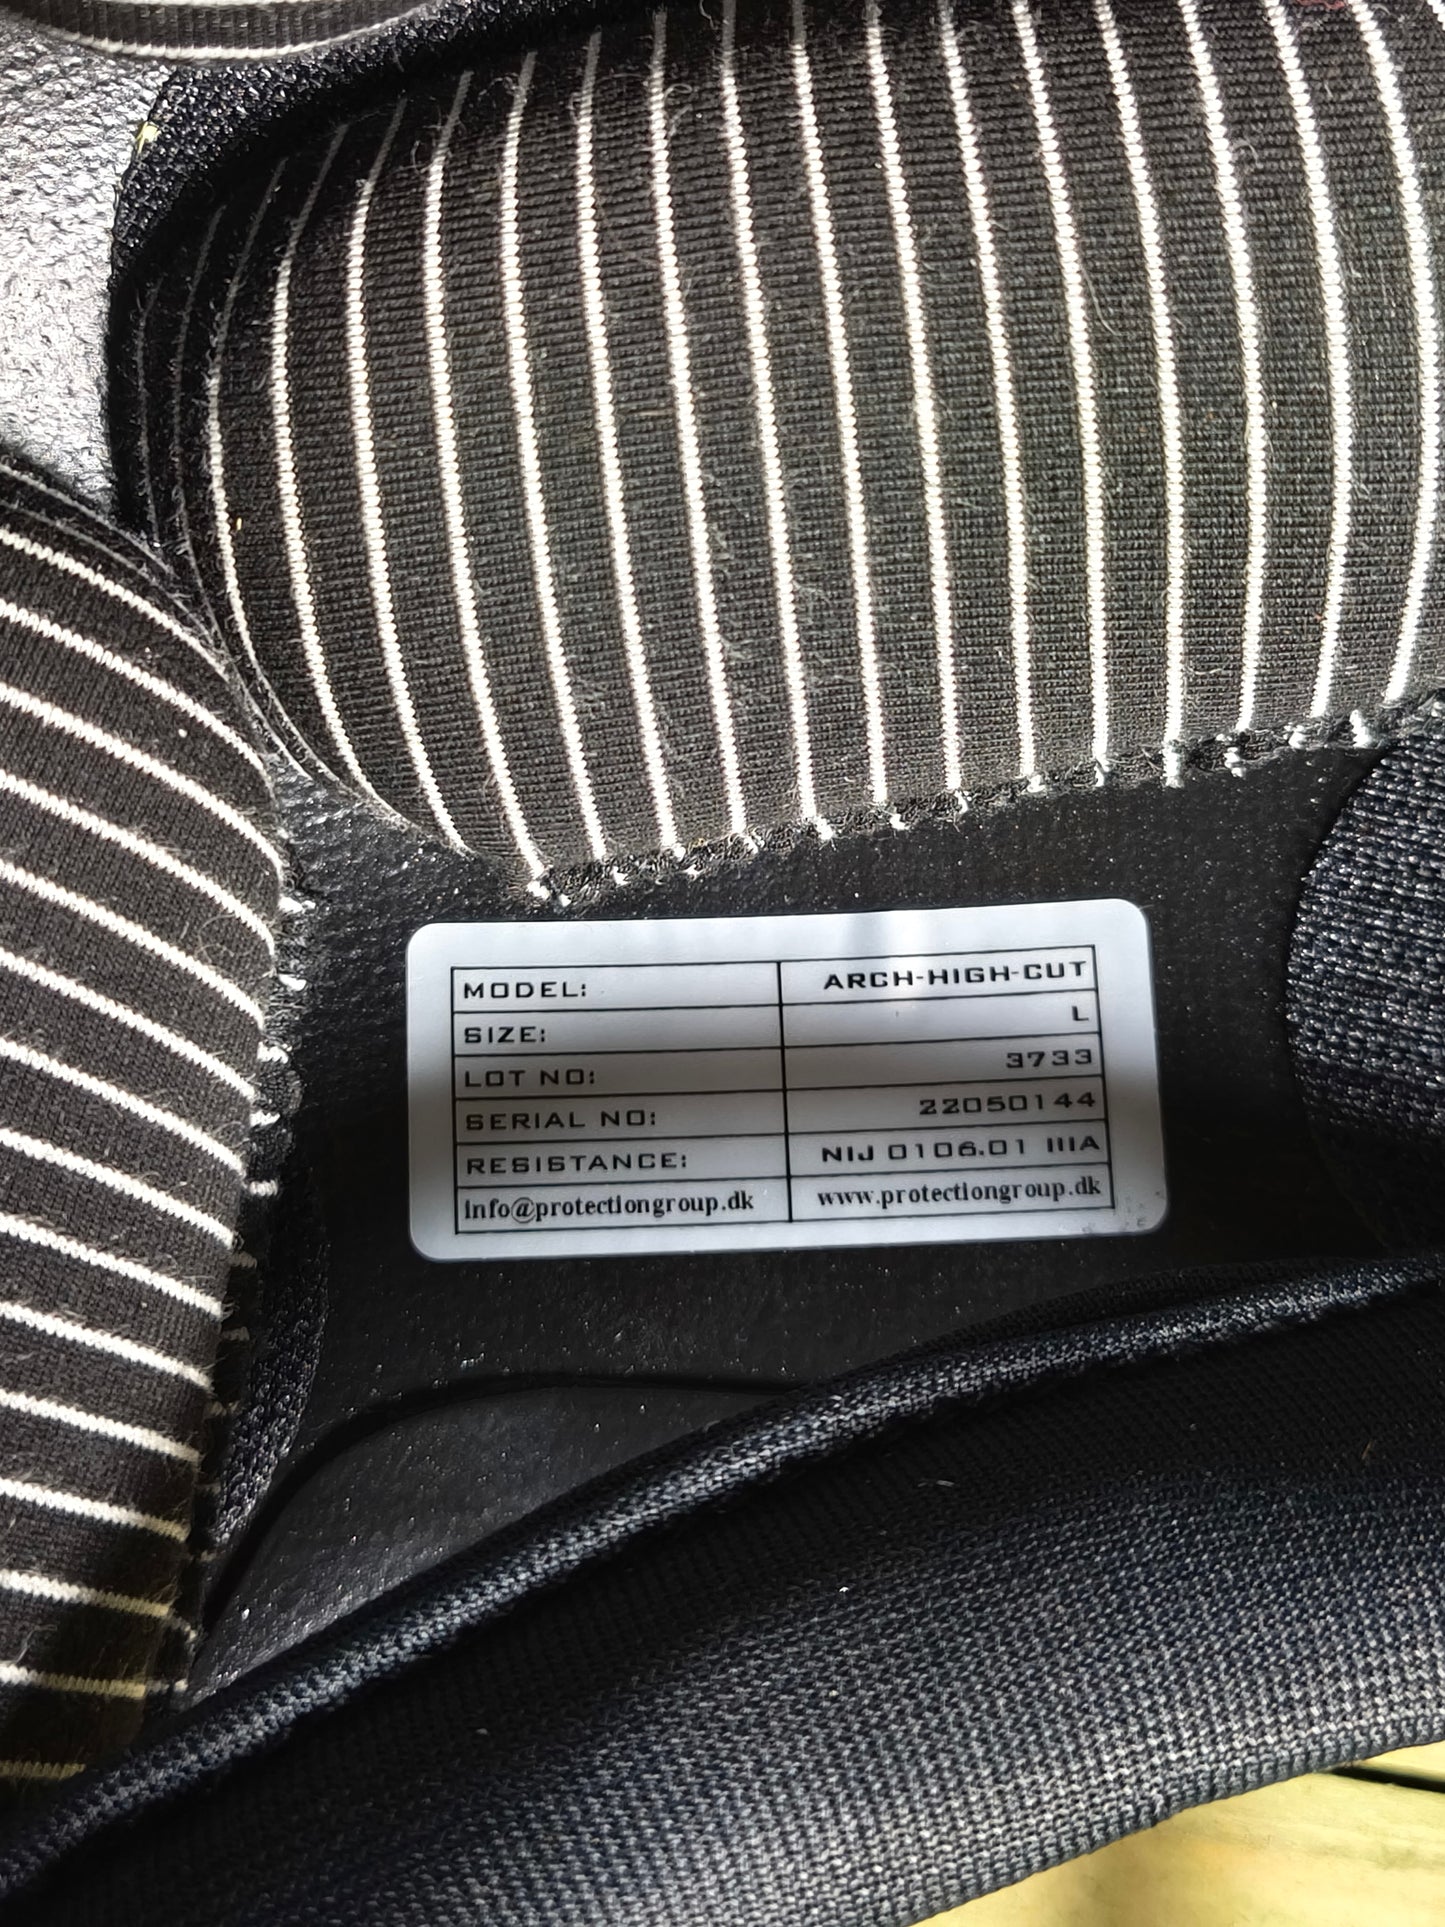 MODEL: ARCH-HIGH-CUT
SIZE: L
LOT NO: 3733
SERIAL NO: 22050144
RESISTANCE: NIJ 0106.01 IIIA
info@protectiongroup.dk www.protectiongroup.dk